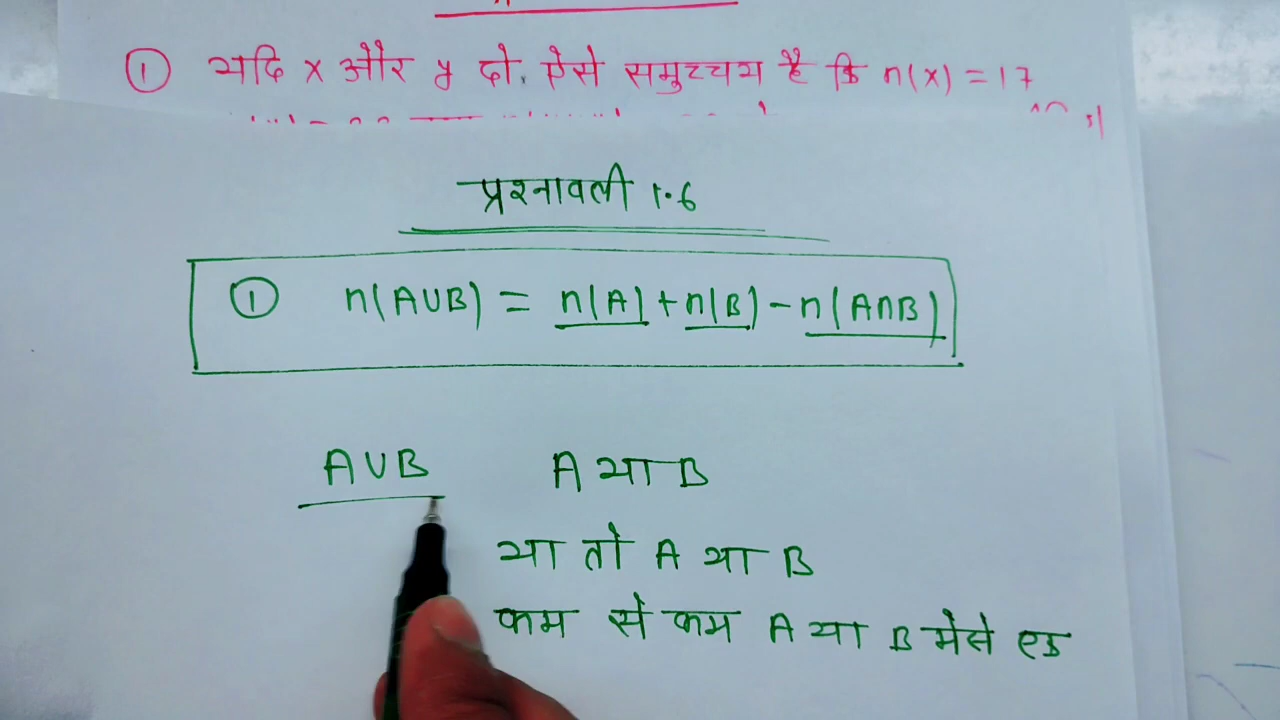 ① यदि x और y दो ऐसे समुच्चय है कि n(x) = 17
प्रश्नावली 1.6
① n(A∪B) = n(A) + n(B) - n(A∩B)
A∪B A या B
या तो A या B
कम से कम A या B मेसे एक